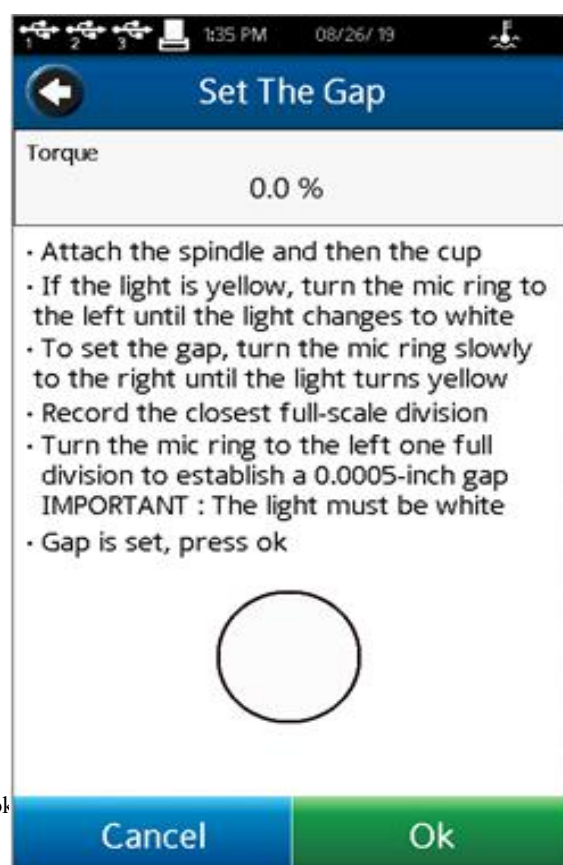 1 2 3 1:35 PM 08/26/19
Set The Gap
Torque
0.0 %
· Attach the spindle and then the cup
· If the light is yellow, turn the mic ring to
the left until the light changes to white
· To set the gap, turn the mic ring slowly
to the right until the light turns yellow
· Record the closest full-scale division
· Turn the mic ring to the left one full
division to establish a 0.0005-inch gap
IMPORTANT : The light must be white
· Gap is set, press ok
Cancel Ok